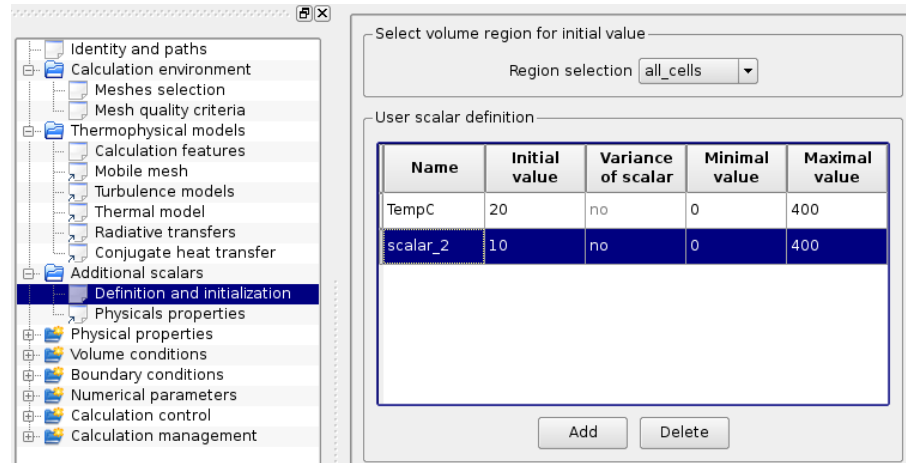 Identity and paths
Calculation environment
Meshes selection
Mesh quality criteria
Thermophysical models
Calculation features
Mobile mesh
Turbulence models
Thermal model
Radiative transfers
Conjugate heat transfer
Additional scalars
Definition and initialization
Physicals properties
Physical properties
Volume conditions
Boundary conditions
Numerical parameters
Calculation control
Calculation management
Select volume region for initial value
Region selection all_cells
User scalar definition
Name Initial value Variance of scalar Minimal value Maximal value
TempC 20 no 0 400
scalar_2 10 no 0 400
Add Delete